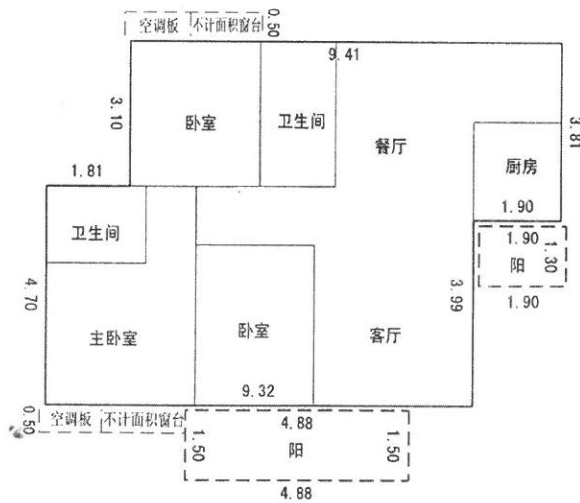 空调板 不计面积窗台 0.50
9.41
3.10
卧室 卫生间
餐厅
3.81
厨房
1.81
1.90
卫生间
1.90
阳
1.30
1.90
4.70
3.99
主卧室
卧室
客厅
9.32
0.50
空调板 不计面积窗台
4.88
1.50
阳
1.50
4.88